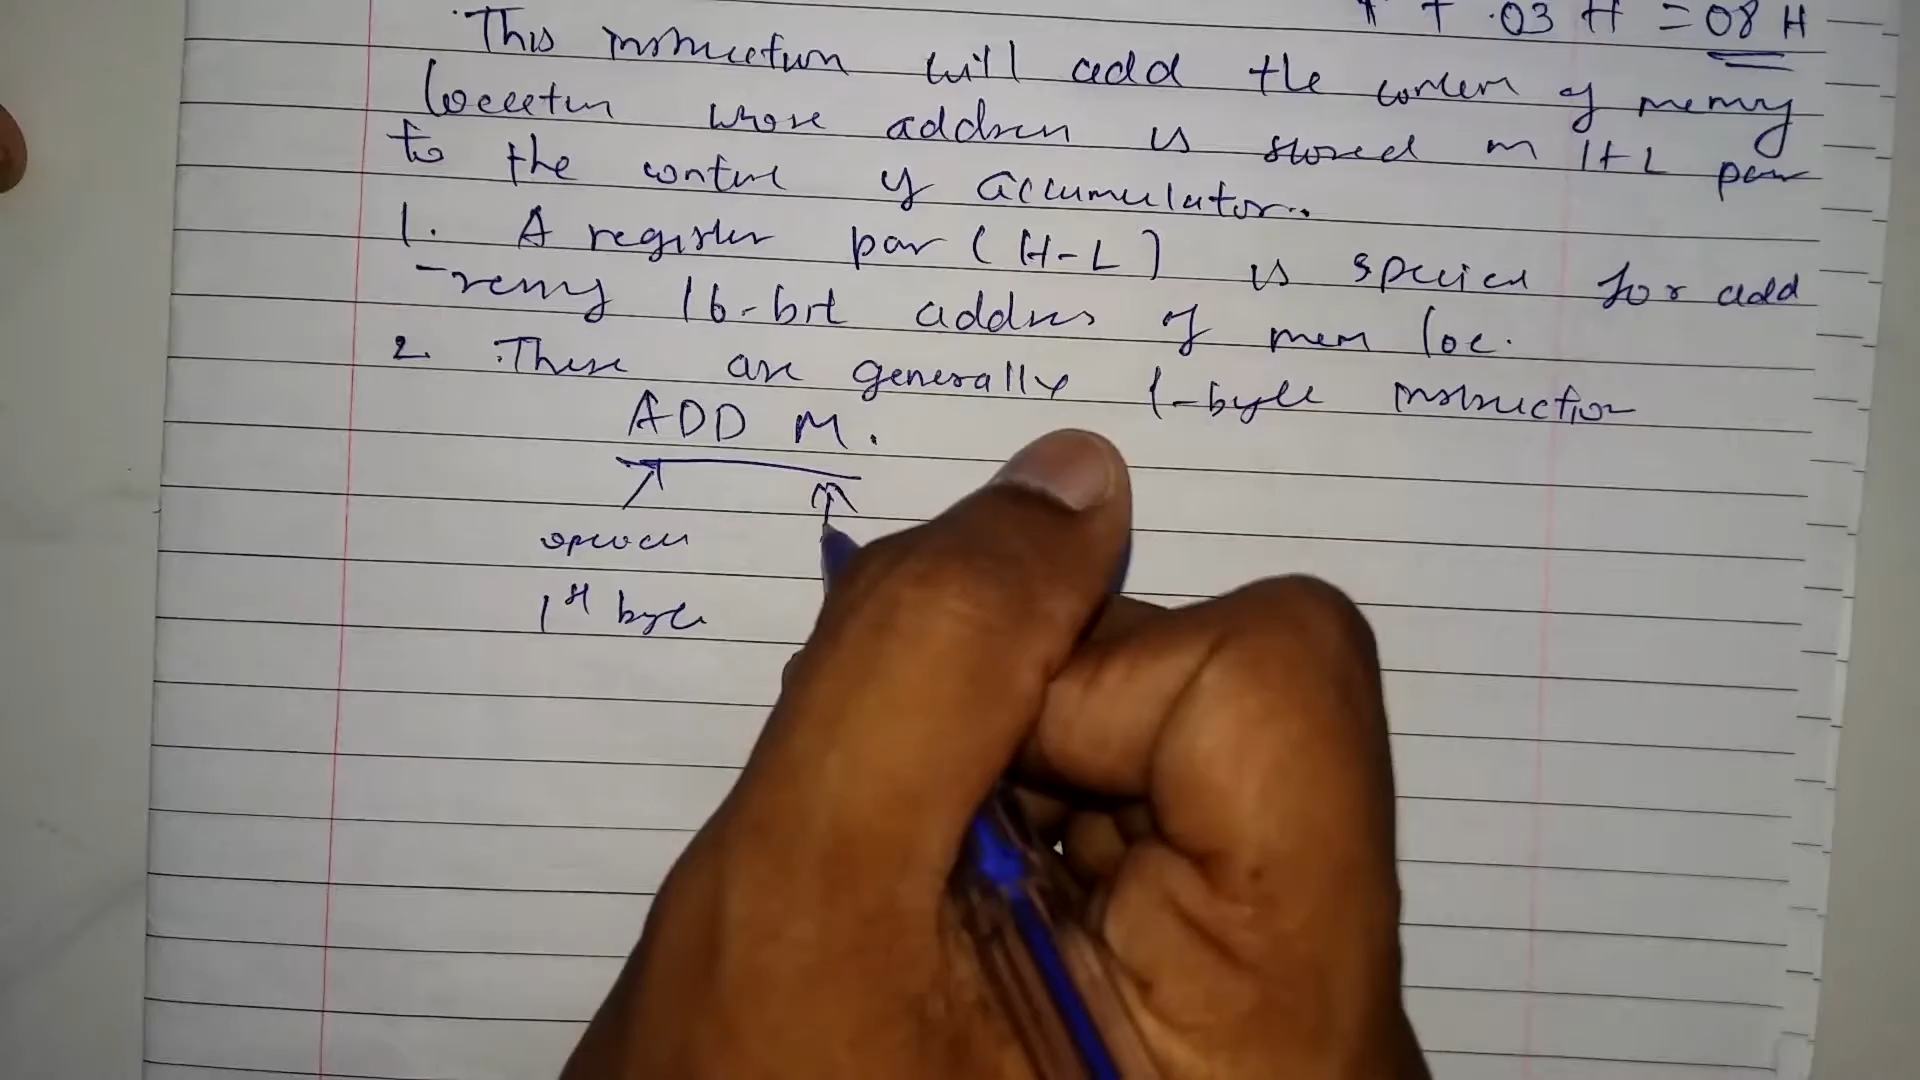 + .03 H = 08 H
This instruction will add the content of memory
location whose address is stored in H L pair
to the content of accumulator.
1. A register pair (H-L) is specied for add
-ressing 16-bit address of mem loc.
2. These are generally 1-byte instruction
ADD M.
opcode
1st byte